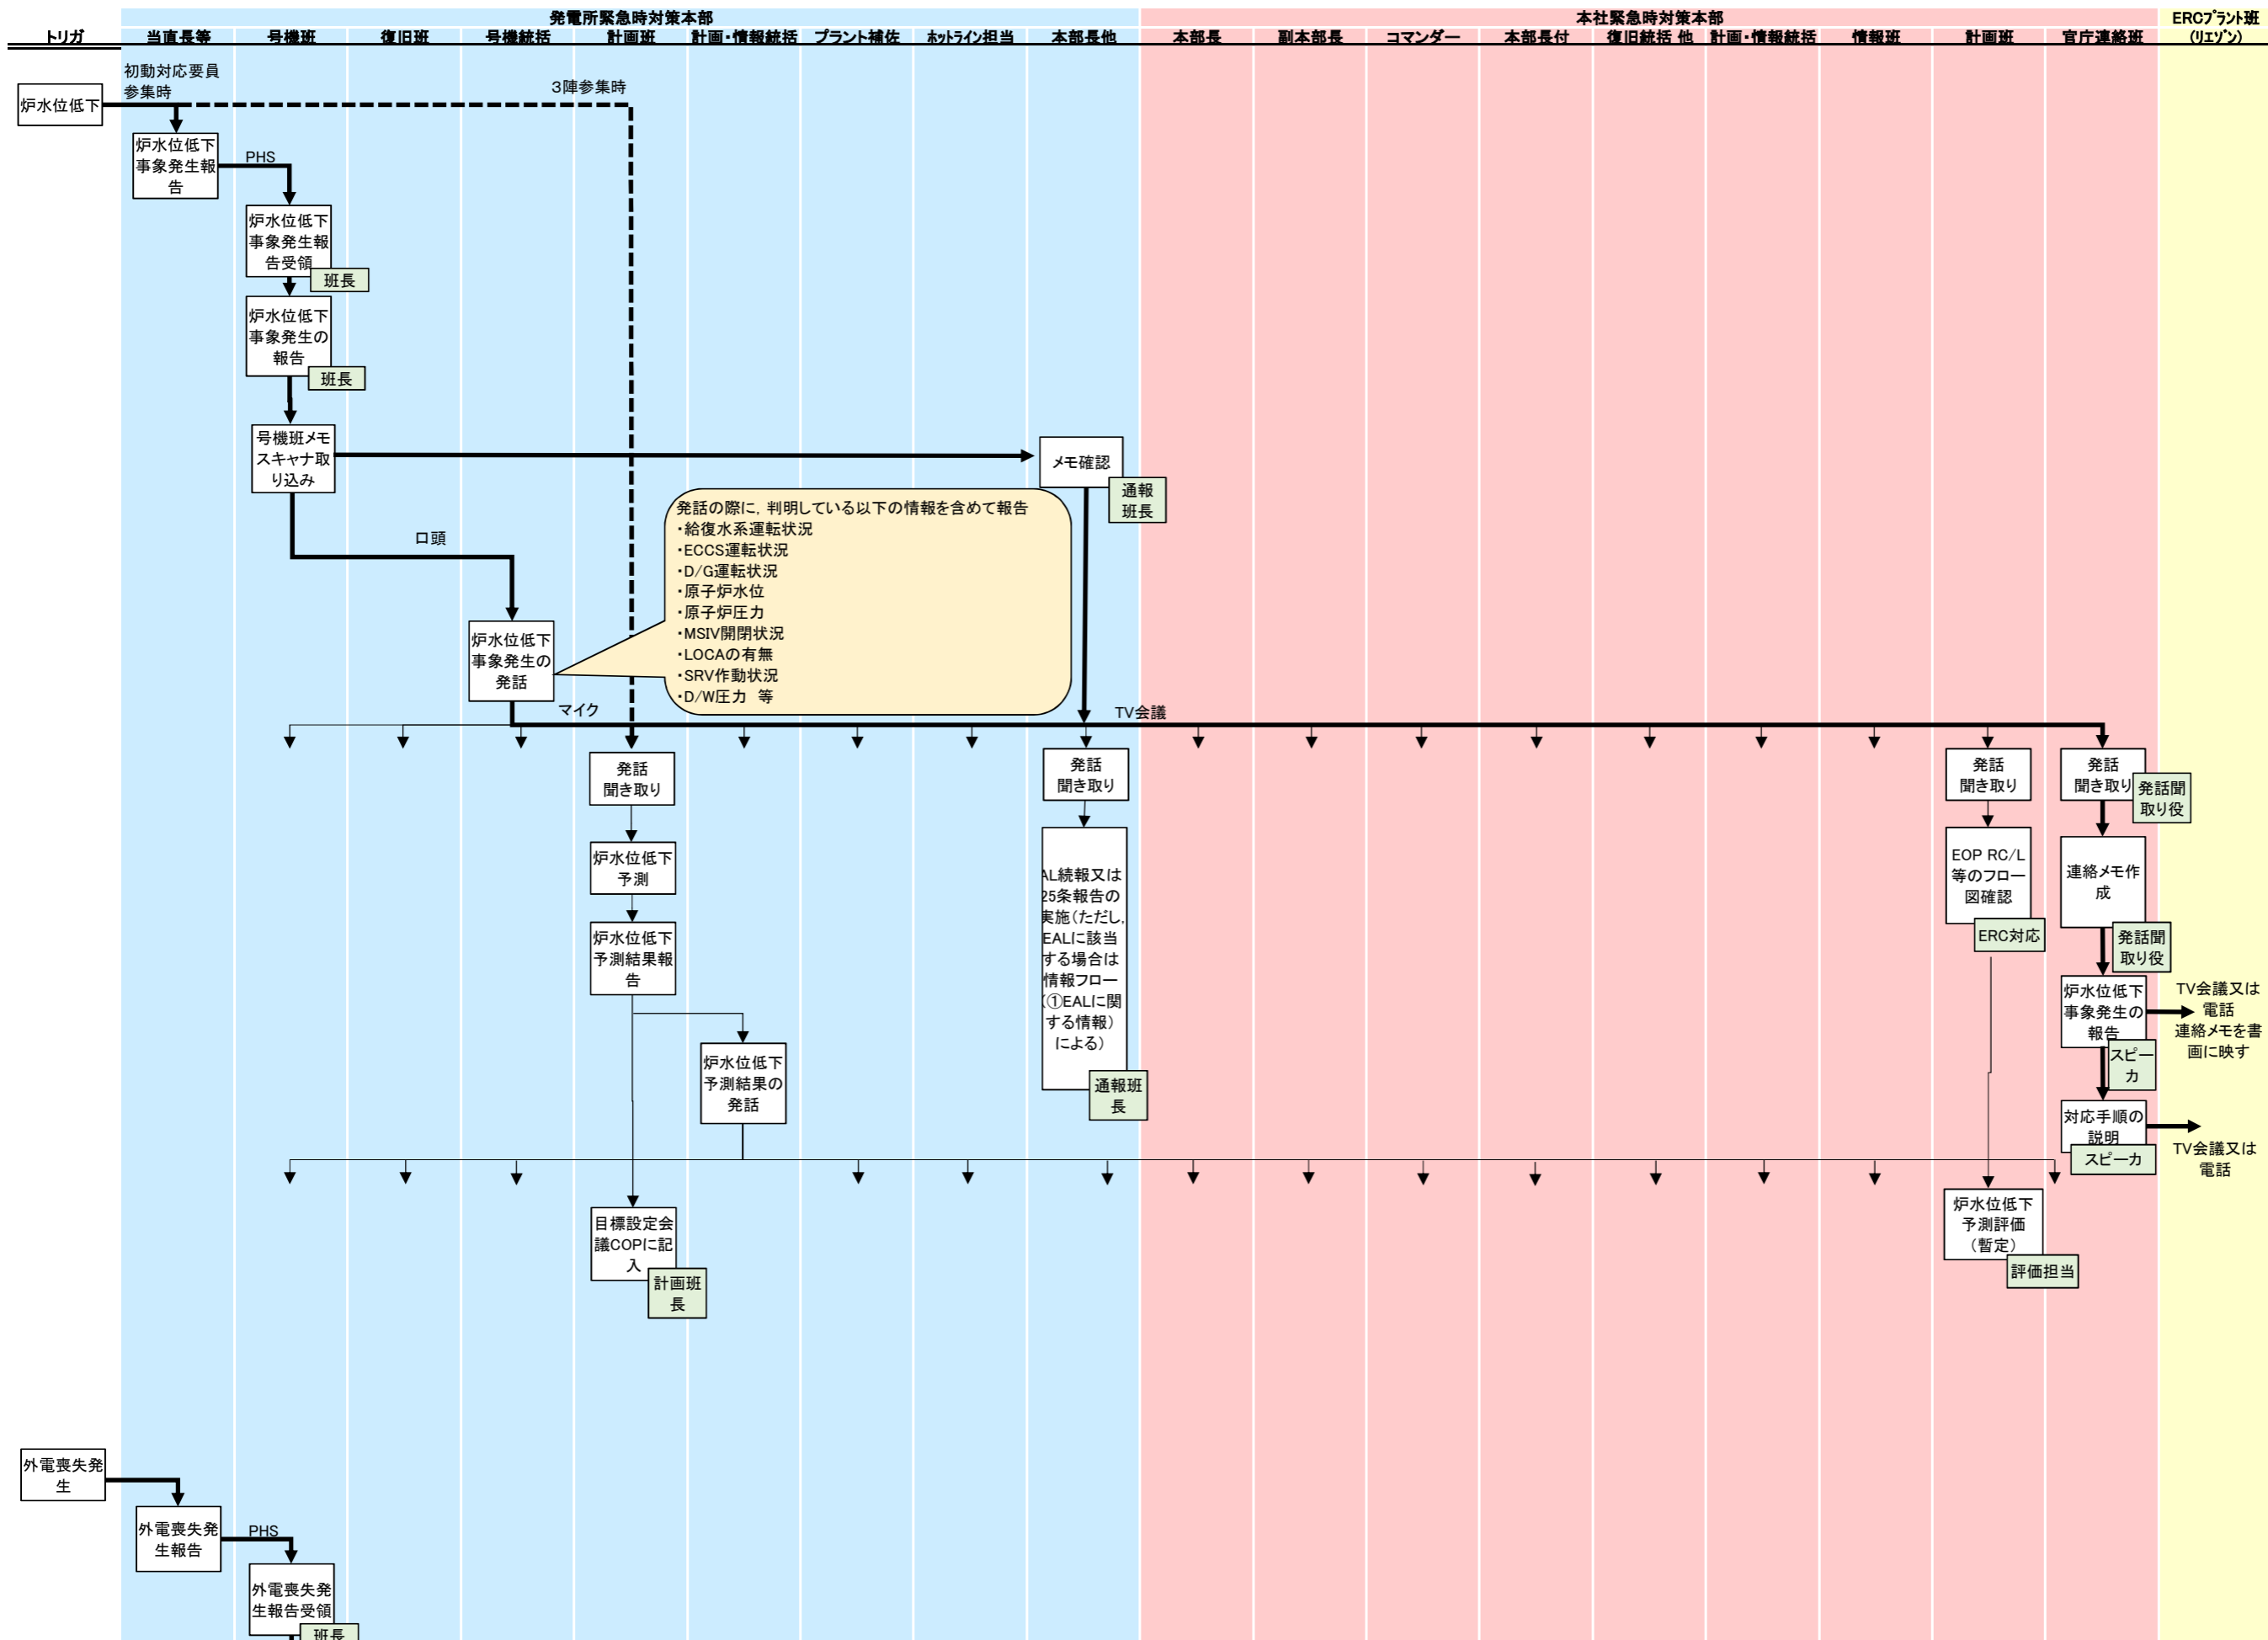 発電所緊急時対策本部
本社緊急時対策本部
ERCプラント班
(リエゾン)
トリガ
当直長等
号機班
復旧班
号機統括
計画班
計画・情報統括
プラント補佐
ホットライン担当
本部長他
本部長
副本部長
コマンダー
本部長付
復旧統括 他
計画・情報統括
情報班
計画班
官庁連絡班
初動対応要員
参集時
3陣参集時
炉水位低下
炉水位低下
事象発生報
告
PHS
炉水位低下
事象発生報
告受領
班長
炉水位低下
事象発生の
報告
班長
号機班メモ
スキャナ取
り込み
メモ確認
通報
班長
口頭
発話の際に，判明している以下の情報を含めて報告
・給復水系運転状況
・ECCS運転状況
・D/G運転状況
・原子炉水位
・原子炉圧力
・MSIV開閉状況
・LOCAの有無
・SRV作動状況
・D/W圧力　等
炉水位低下
事象発生の
発話
マイク
TV会議
発話
聞き取り
発話
聞き取り
発話
聞き取り
発話
聞き取り
発話聞
取り役
炉水位低下
予測
AL続報又は
25条報告の
実施（ただし，
EALに該当
する場合は
情報フロー
（①EALに関
する情報）
による）
通報班
長
EOP RC/L
等のフロー
図確認
ERC対応
連絡メモ作
成
発話聞
取り役
炉水位低下
予測結果報
告
炉水位低下
事象発生の
報告
スピー
カ
TV会議又は
電話
連絡メモを書
画に映す
炉水位低下
予測結果の
発話
対応手順の
説明
スピーカ
TV会議又は
電話
目標設定会
議COPに記
入
計画班
長
炉水位低下
予測評価
（暫定）
評価担当
外電喪失発
生
外電喪失発
生報告
PHS
外電喪失発
生報告受領
班長